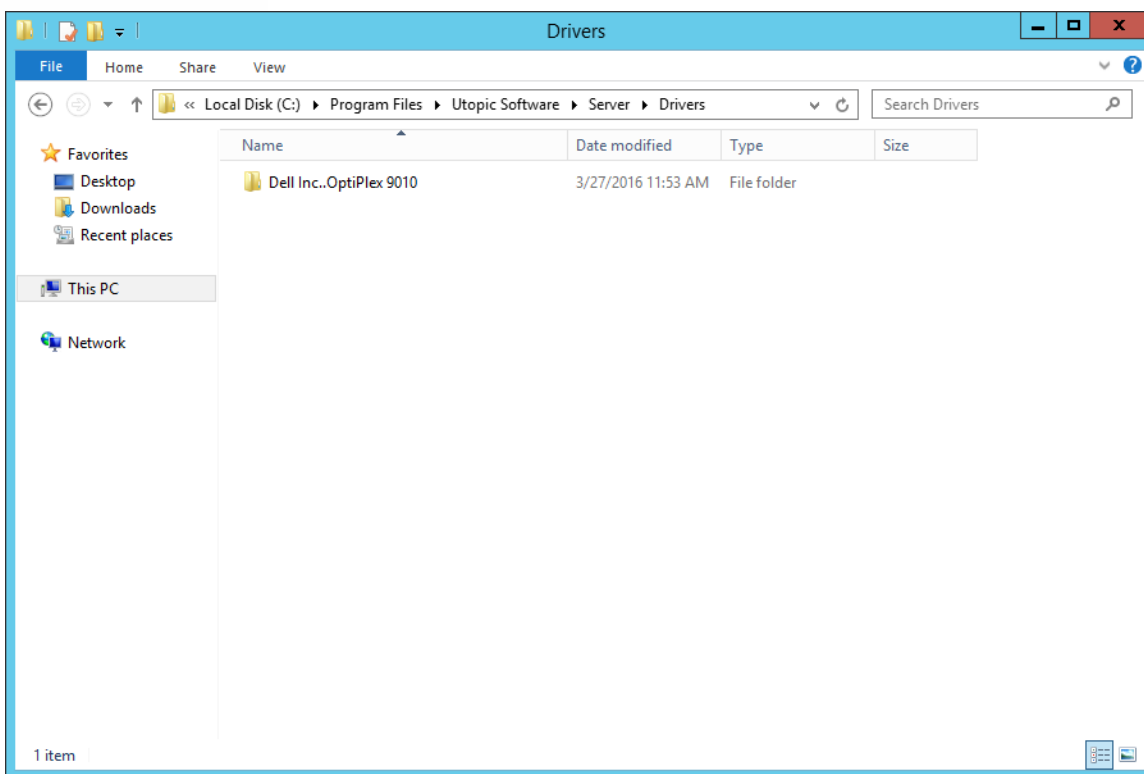 Drivers
File Home Share View
« Local Disk (C:) Program Files Utopic Software Server Drivers Search Drivers
Name Date modified Type Size
Favorites
Desktop
Downloads
Recent places
This PC
Network
Dell Inc..OptiPlex 9010 3/27/2016 11:53 AM File folder
1 item